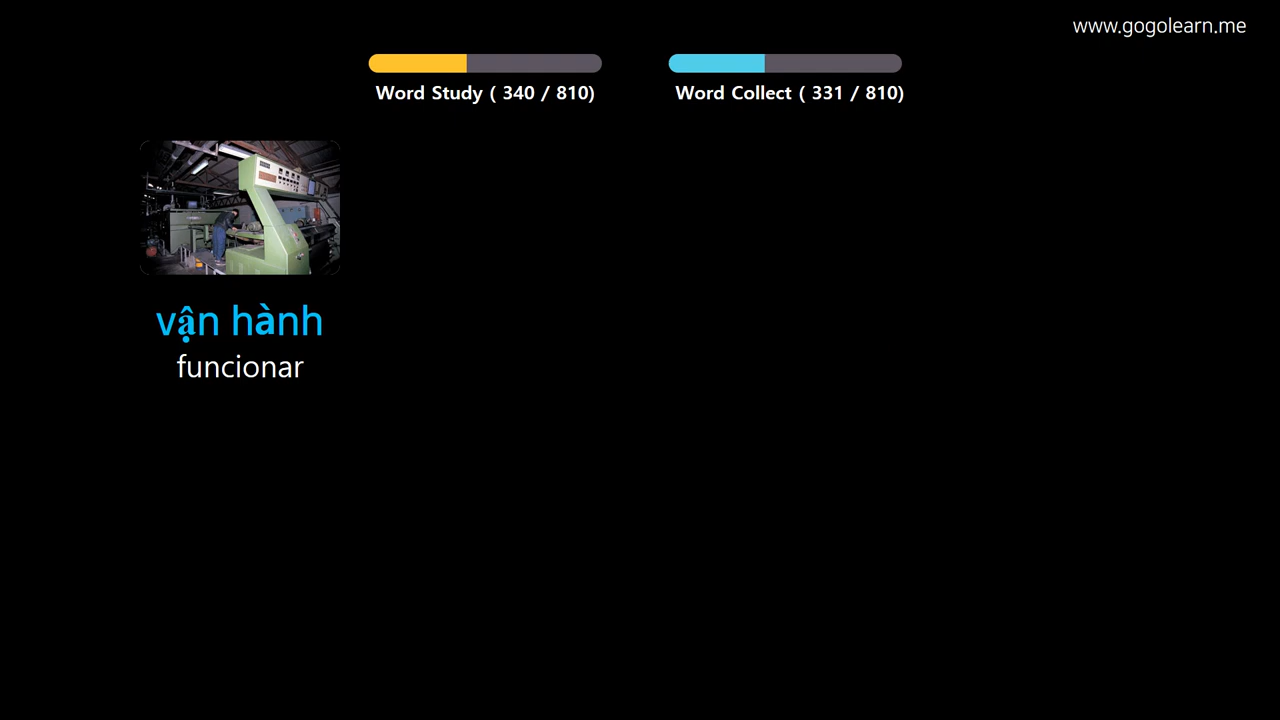 www.gogolearn.me
Word Study ( 340 / 810)
Word Collect ( 331 / 810)
vận hành
funcionar